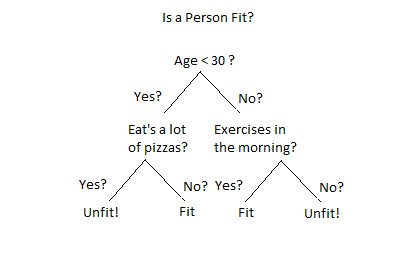 Is a Person Fit?
Age < 30 ?
Yes?
No?
Eat's a lot
of pizzas?
Exercises in
the morning?
Yes?
No?
Yes?
No?
Unfit!
Fit
Fit
Unfit!